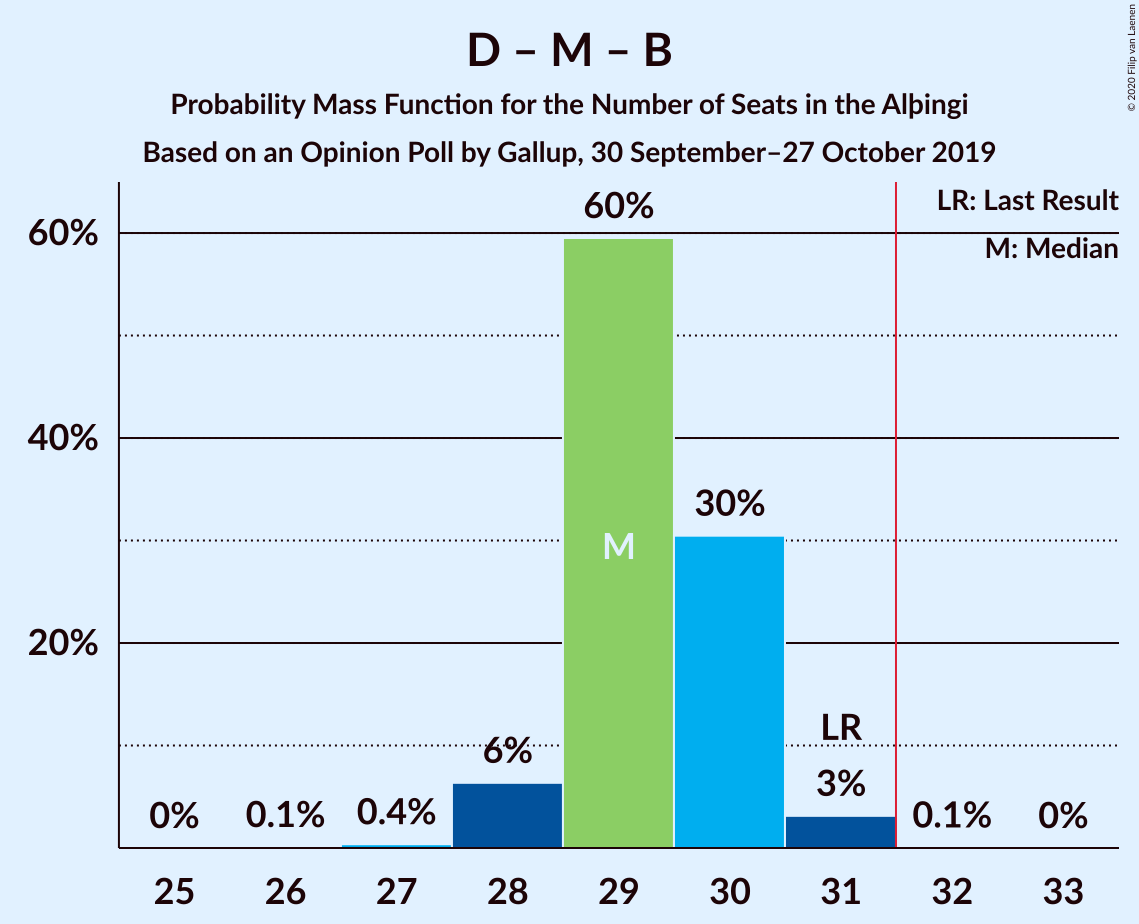 D – M – B
Probability Mass Function for the Number of Seats in the Alþingi
Based on an Opinion Poll by Gallup, 30 September–27 October 2019
© 2020 Filip van Laenen
LR: Last Result
M: Median
60%
40%
20%
0%
0.1%
0.4%
6%
60%
M
30%
LR
3%
0.1%
0%
25 26 27 28 29 30 31 32 33